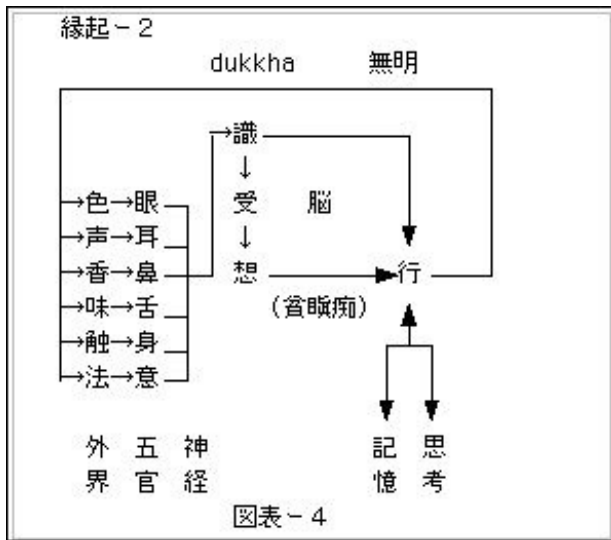 縁起－2
dukkha 無明
→識
↓
→色→眼 受 脳
→声→耳 ↓
→香→鼻 想 行
→味→舌 (貧瞋痴)
→触→身
→法→意
外 五 神 記 思
界 官 経 憶 考
図表－4